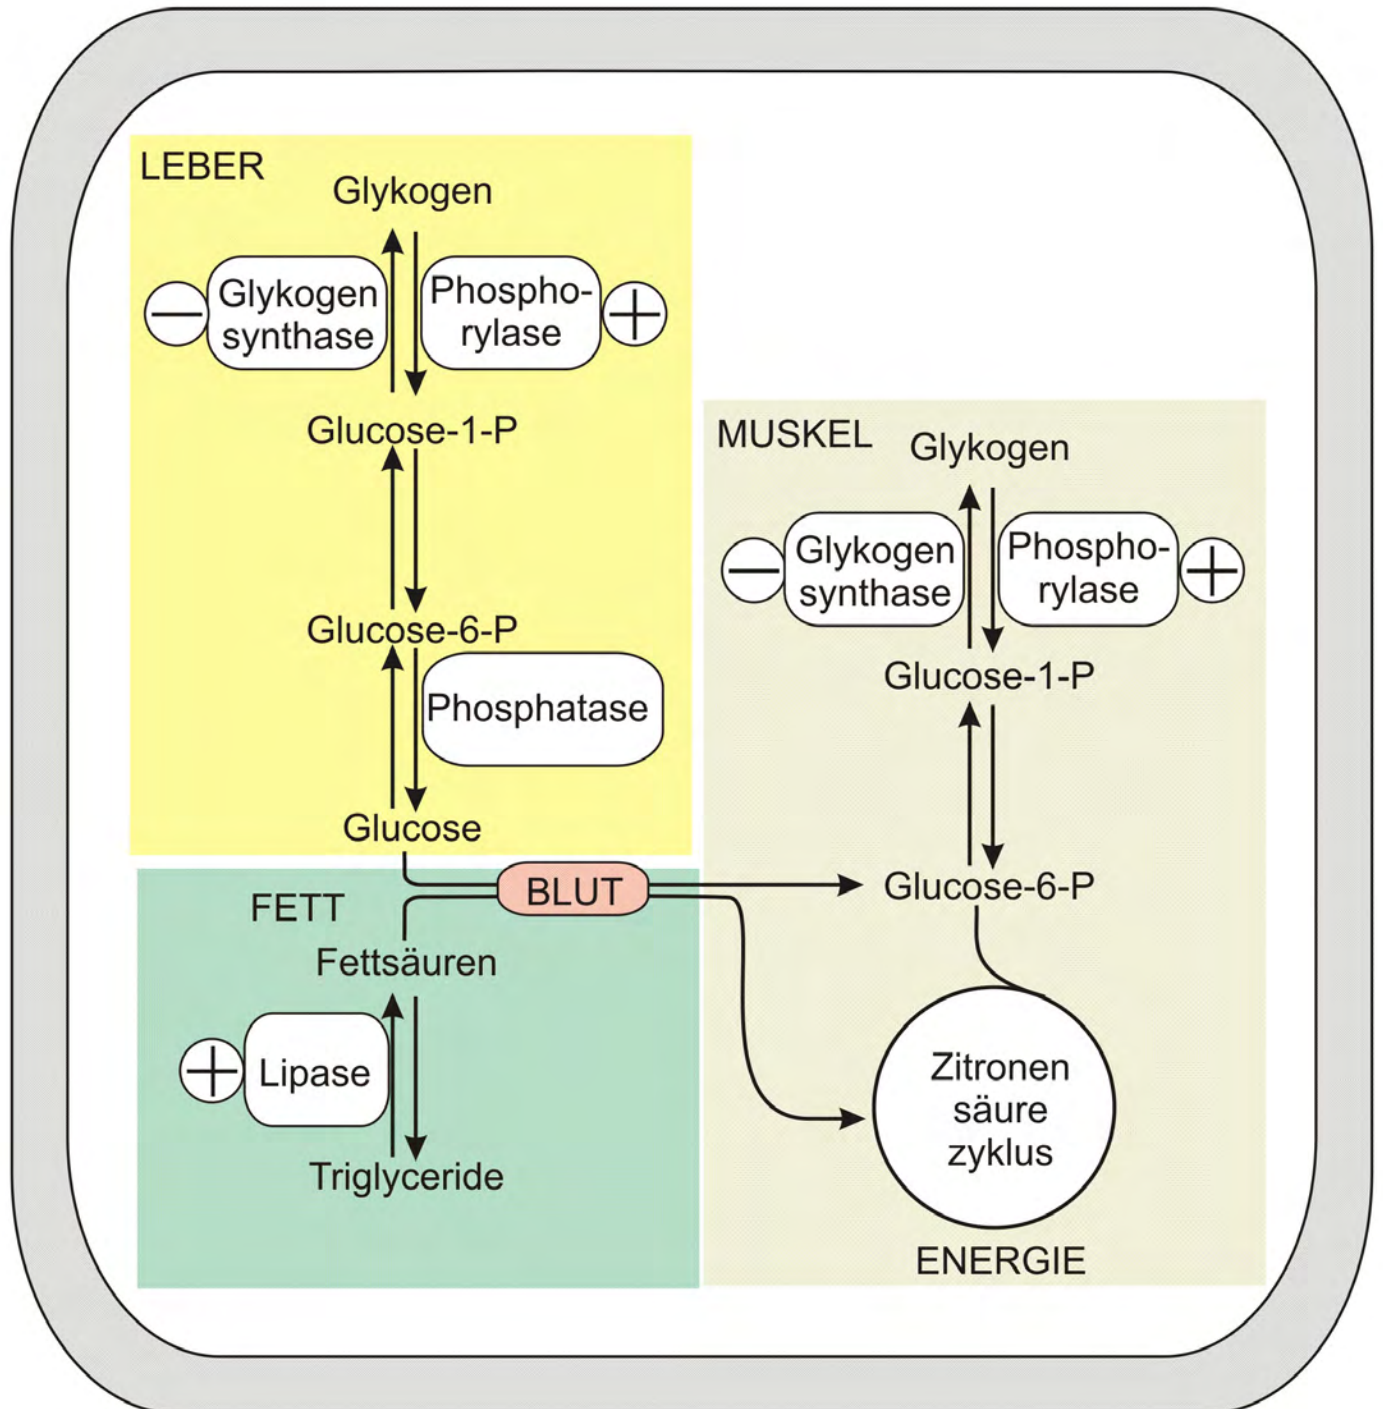 LEBER
Glykogen
Glykogen
synthase
Phospho-
rylase
Glucose-1-P
Glucose-6-P
Phosphatase
Glucose
MUSKEL
Glykogen
Glykogen
synthase
Phospho-
rylase
Glucose-1-P
Glucose-6-P
BLUT
FETT
Fettsäuren
Lipase
Triglyceride
Zitronen
säure
zyklus
ENERGIE